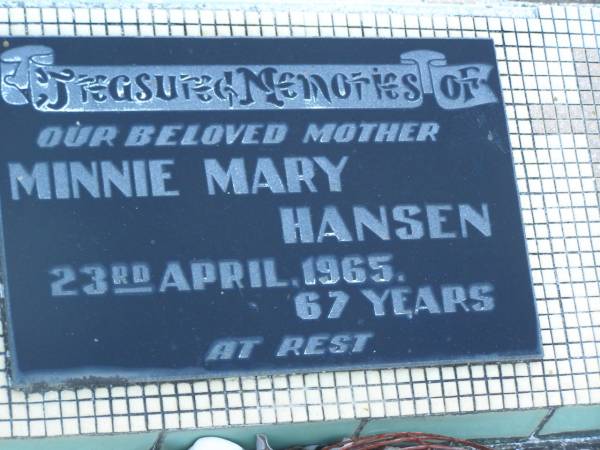 Treasured Memories Of
OUR BELOVED MOTHER
MINNIE MARY
HANSEN
23RD APRIL. 1965.
67 YEARS
AT REST